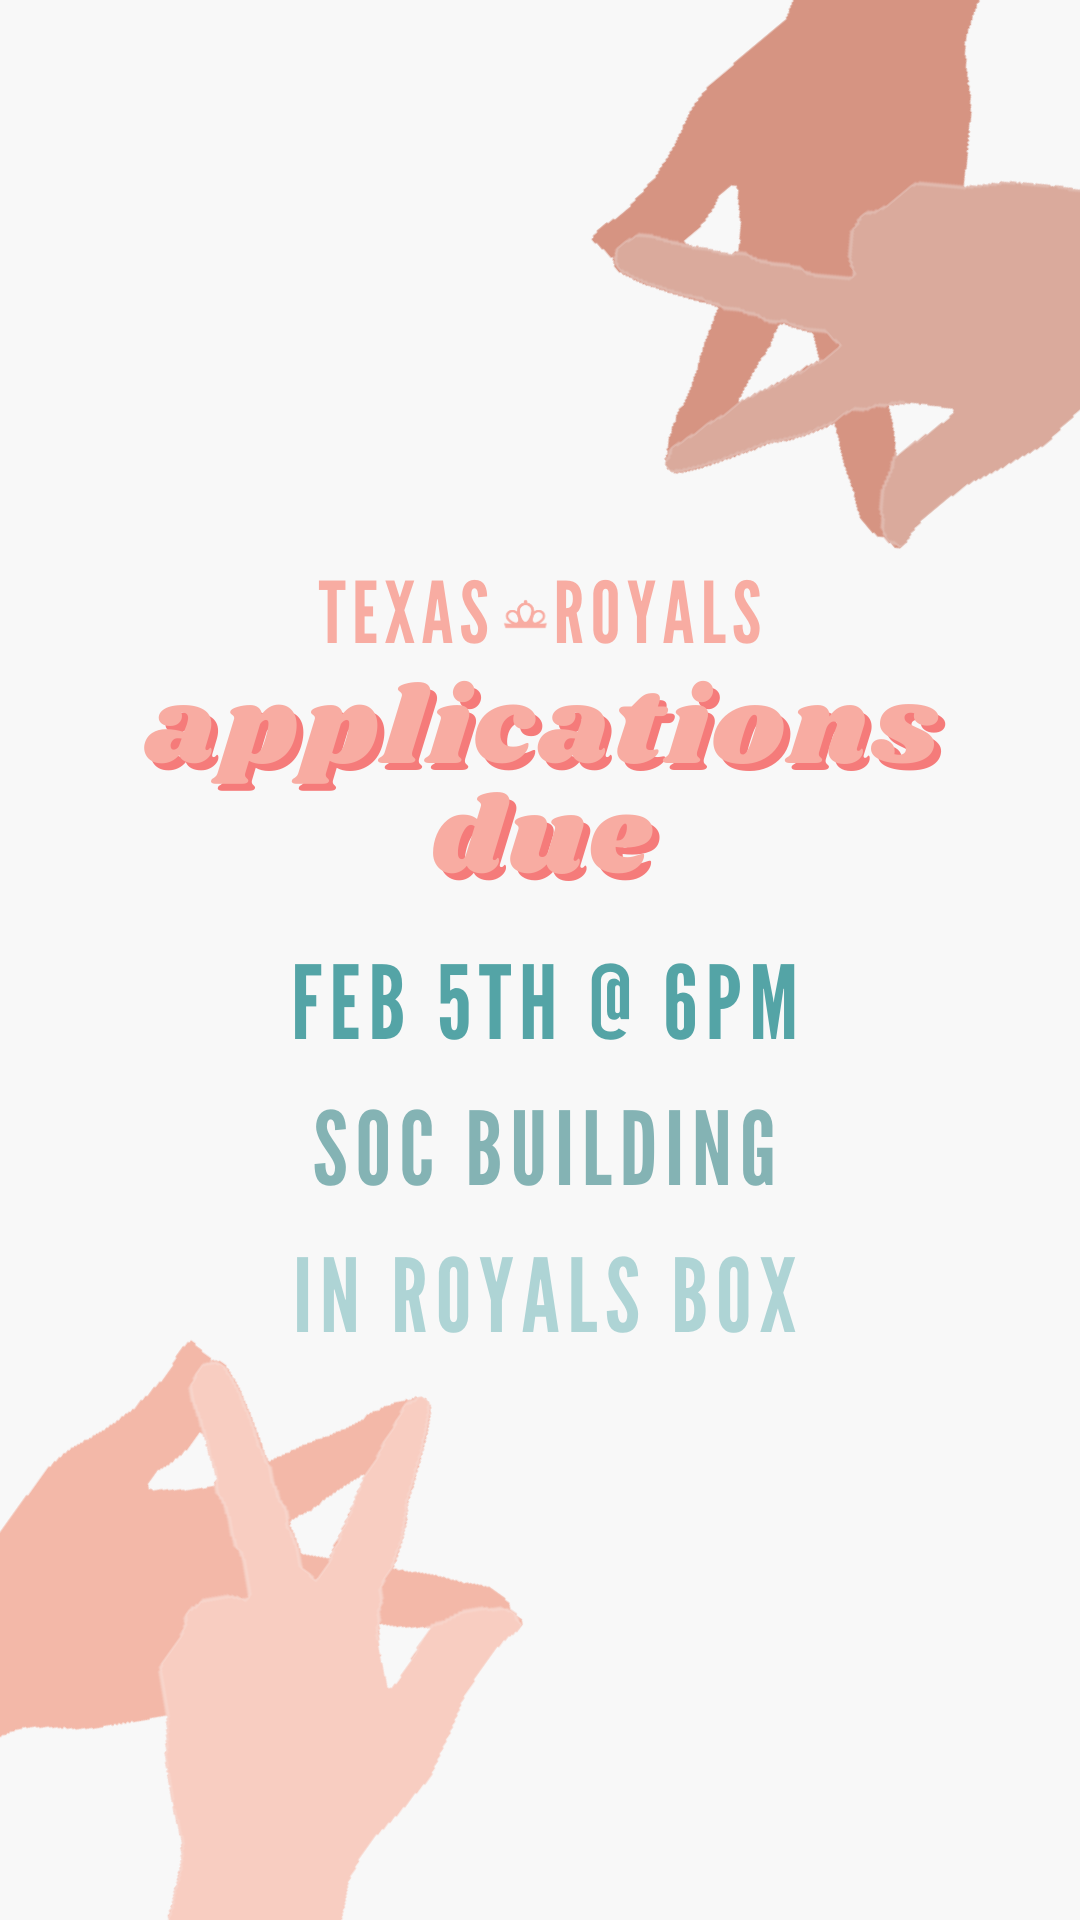 TEXAS ROYALS
applications
due
FEB 5TH @ 6PM
SOC BUILDING
IN ROYALS BOX